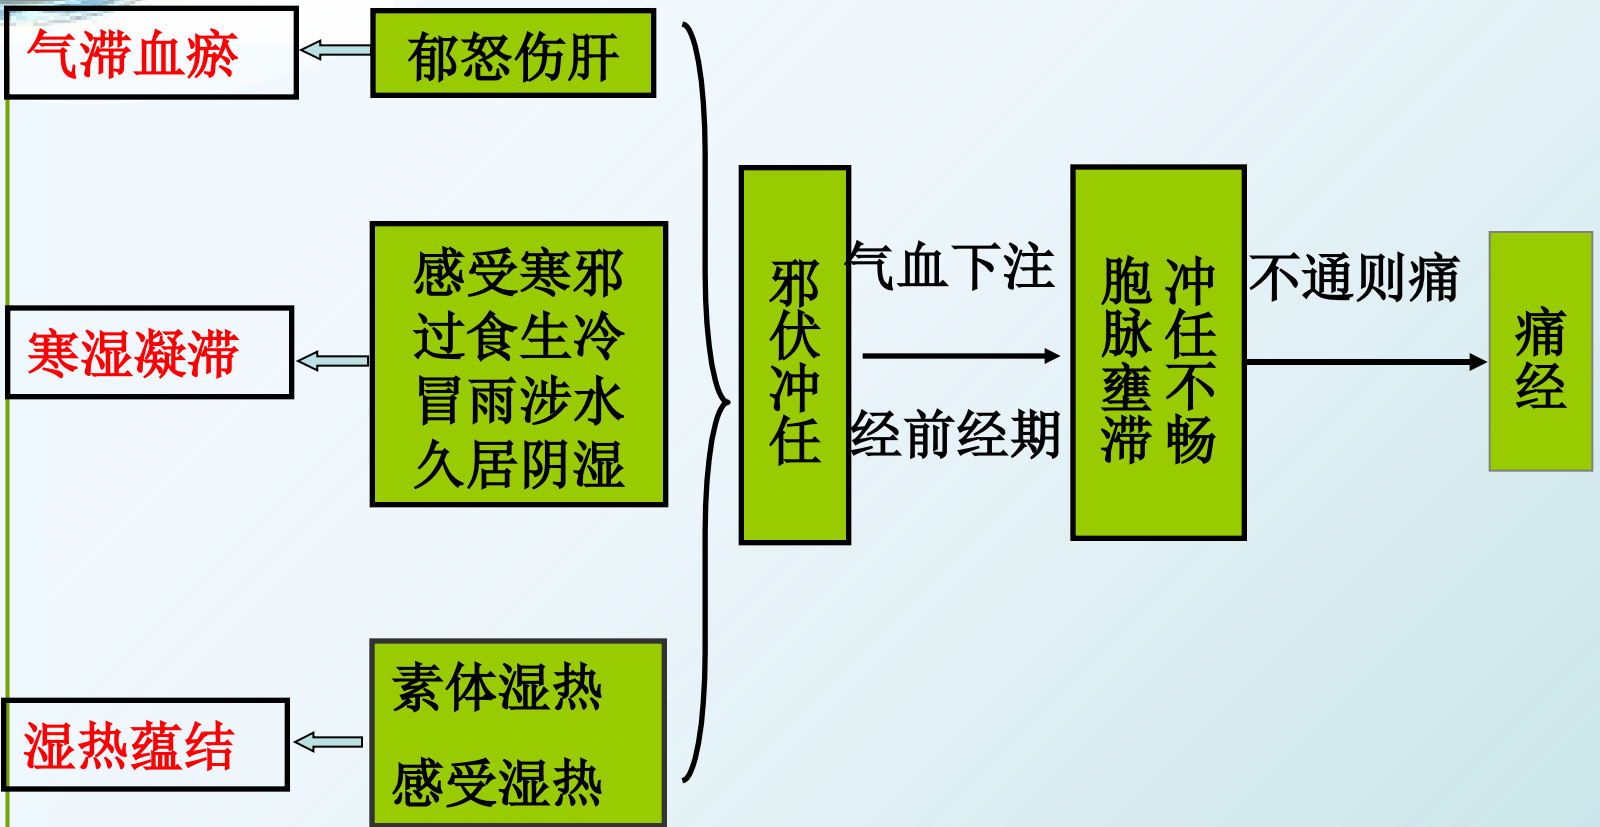 气滞血瘀
郁怒伤肝
感受寒邪
过食生冷
冒雨涉水
久居阴湿
寒湿凝滞
素体湿热
感受湿热
湿热蕴结
邪伏冲任
气血下注
经前经期
冲任不畅
胞脉壅滞
不通则痛
痛经